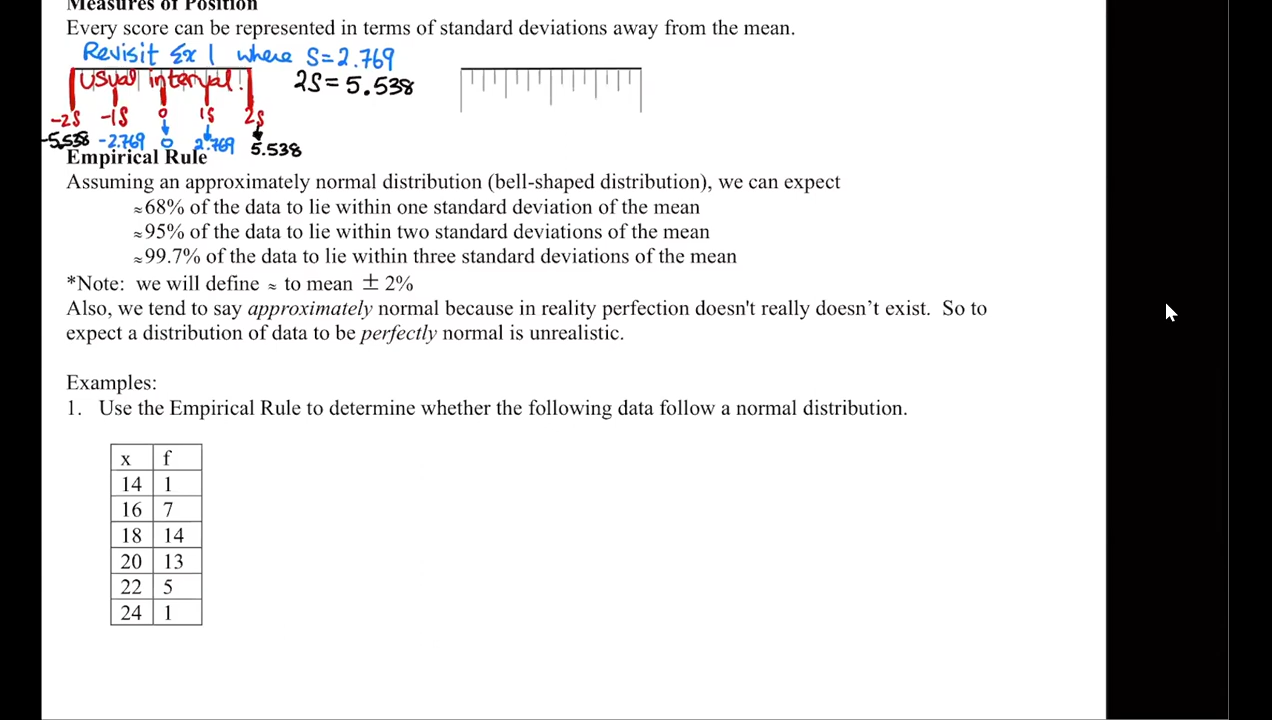 Measures of Position
Every score can be represented in terms of standard deviations away from the mean.
Revisit Ex 1 where S=2.769
usual interval!
2S=5.538
-2S -1S 0 1S 2S
-5.538 -2.769 0 2.769 5.538
Empirical Rule
Assuming an approximately normal distribution (bell-shaped distribution), we can expect
≈68% of the data to lie within one standard deviation of the mean
≈95% of the data to lie within two standard deviations of the mean
≈99.7% of the data to lie within three standard deviations of the mean
*Note: we will define ≈ to mean ± 2%
Also, we tend to say approximately normal because in reality perfection doesn't really doesn’t exist. So to
expect a distribution of data to be perfectly normal is unrealistic.
Examples:
1. Use the Empirical Rule to determine whether the following data follow a normal distribution.
x f
14 1
16 7
18 14
20 13
22 5
24 1